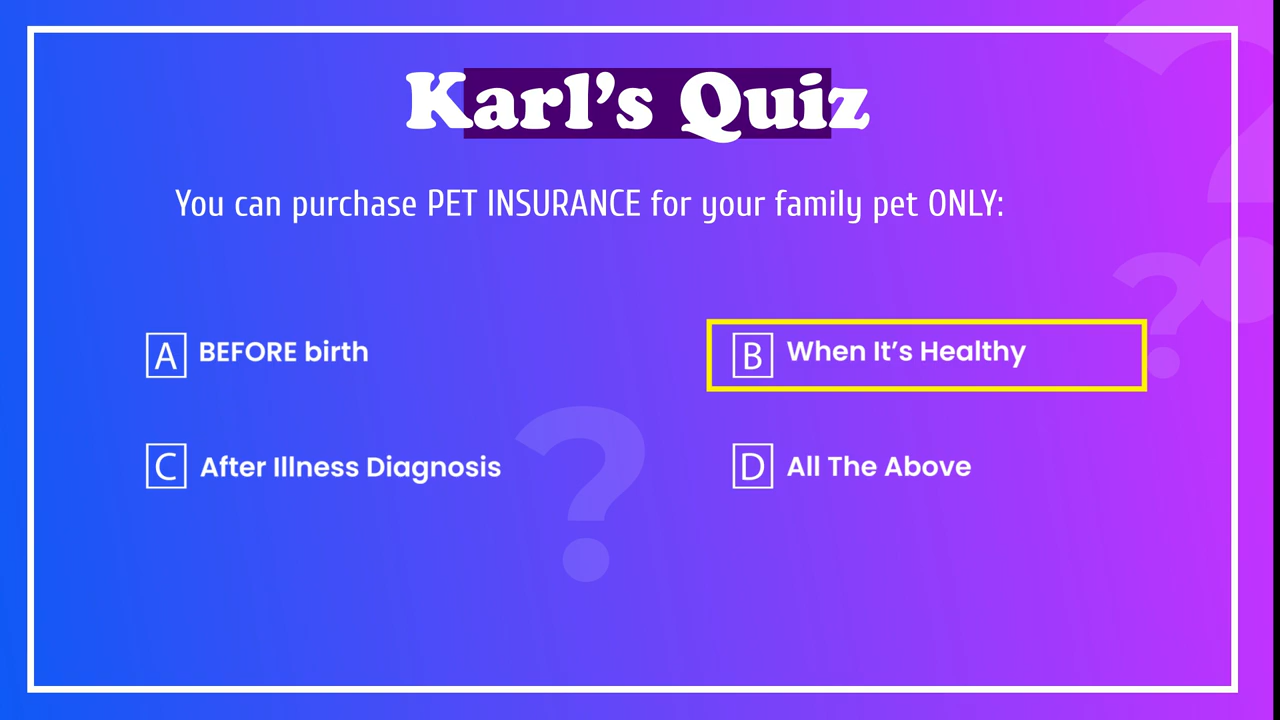 Karl's Quiz
You can purchase PET INSURANCE for your family pet ONLY:
A BEFORE birth
B When It's Healthy
C After Illness Diagnosis
D All The Above